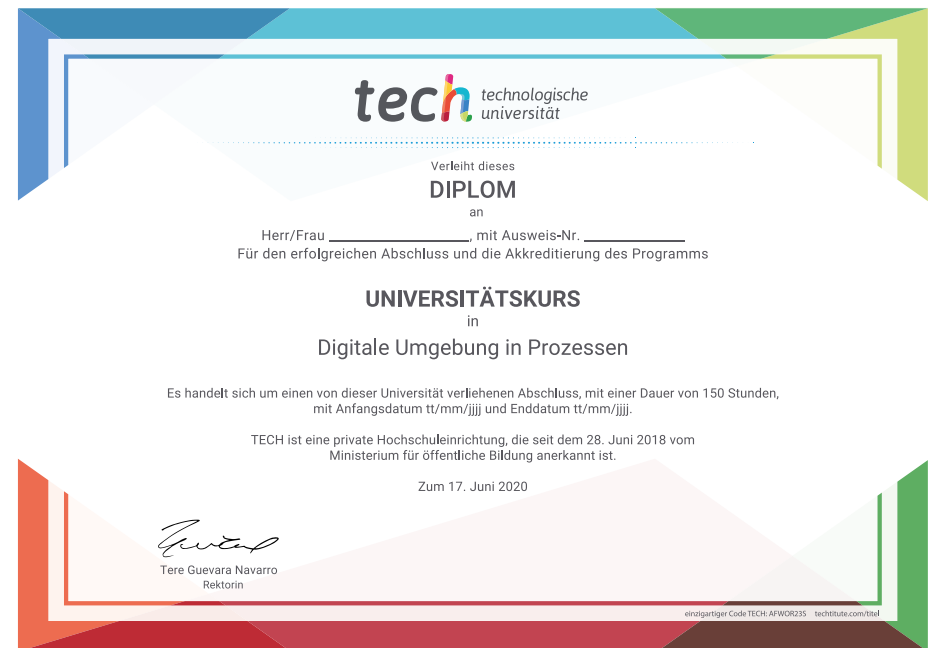 tech technologische
universität
Verleiht dieses
DIPLOM
an
Herr/Frau ____________, mit Ausweis-Nr. ____________
Für den erfolgreichen Abschluss und die Akkreditierung des Programms
UNIVERSITÄTSKURS
in
Digitale Umgebung in Prozessen
Es handelt sich um einen von dieser Universität verliehenen Abschluss, mit einer Dauer von 150 Stunden,
mit Anfangsdatum tt/mm/jjjj und Enddatum tt/mm/jjjj.
TECH ist eine private Hochschuleinrichtung, die seit dem 28. Juni 2018 vom
Ministerium für öffentliche Bildung anerkannt ist.
Zum 17. Juni 2020
Tere Guevara Navarro
Rektorin
einzigartiger Code TECH: AFWOR23S techtitute.com/titel